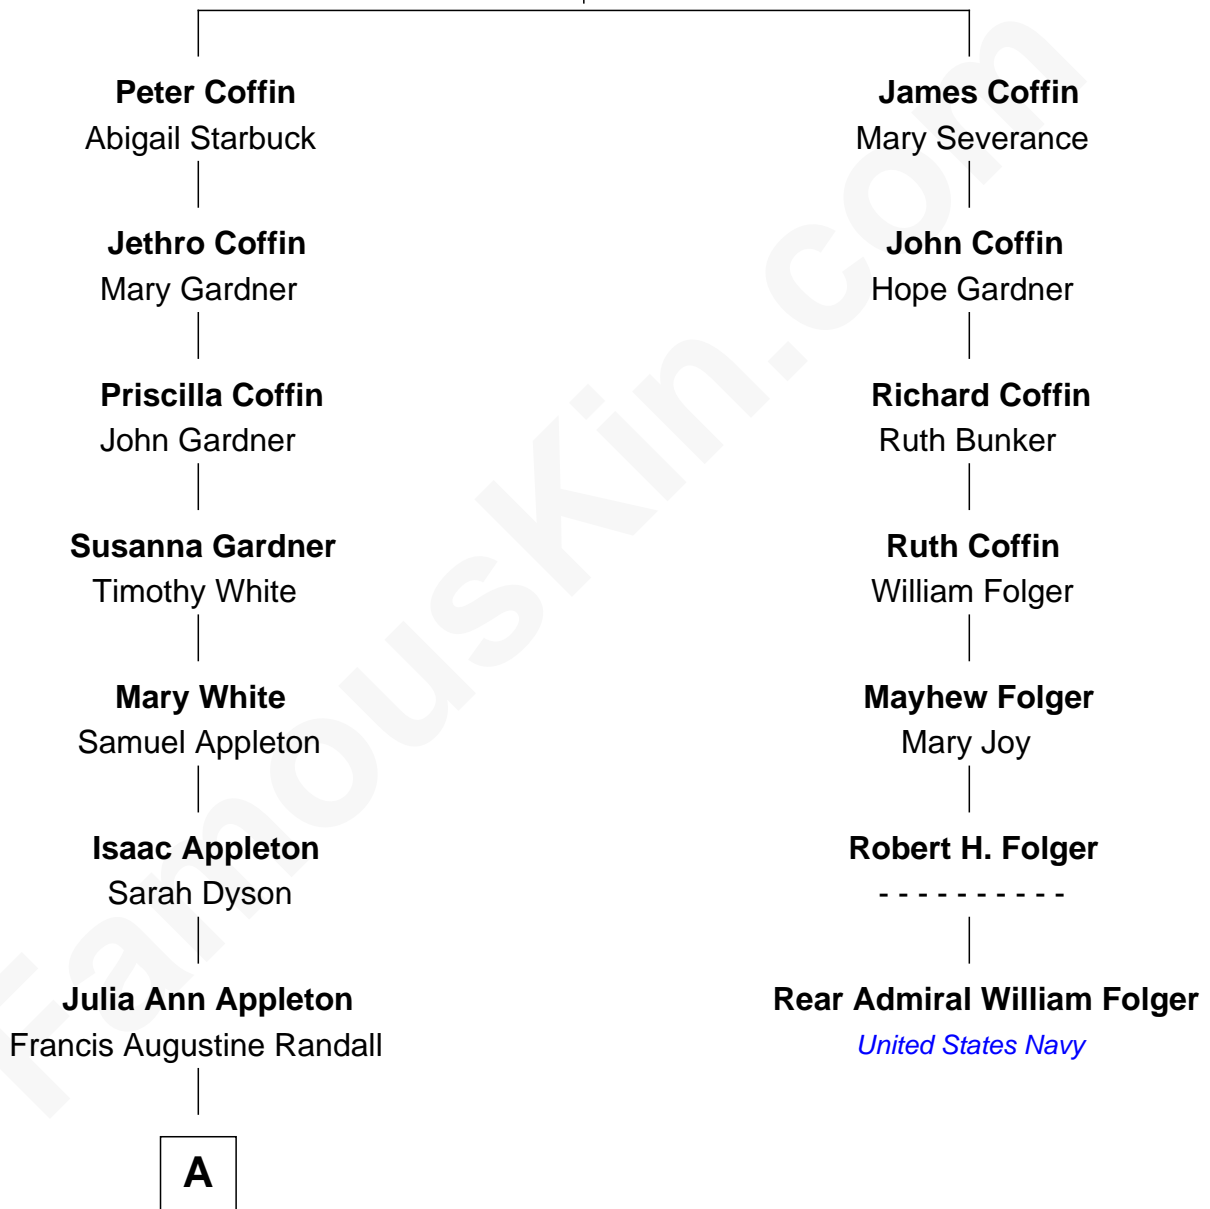 Peter Coffin
Abigail Starbuck
Jethro Coffin
Mary Gardner
Priscilla Coffin
John Gardner
Susanna Gardner
Timothy White
Mary White
Samuel Appleton
Isaac Appleton
Sarah Dyson
Julia Ann Appleton
Francis Augustine Randall
A
James Coffin
Mary Severance
John Coffin
Hope Gardner
Richard Coffin
Ruth Bunker
Ruth Coffin
William Folger
Mayhew Folger
Mary Joy
Robert H. Folger
- - - - - - - - - -
Rear Admiral William Folger
United States Navy
FamousKin.com